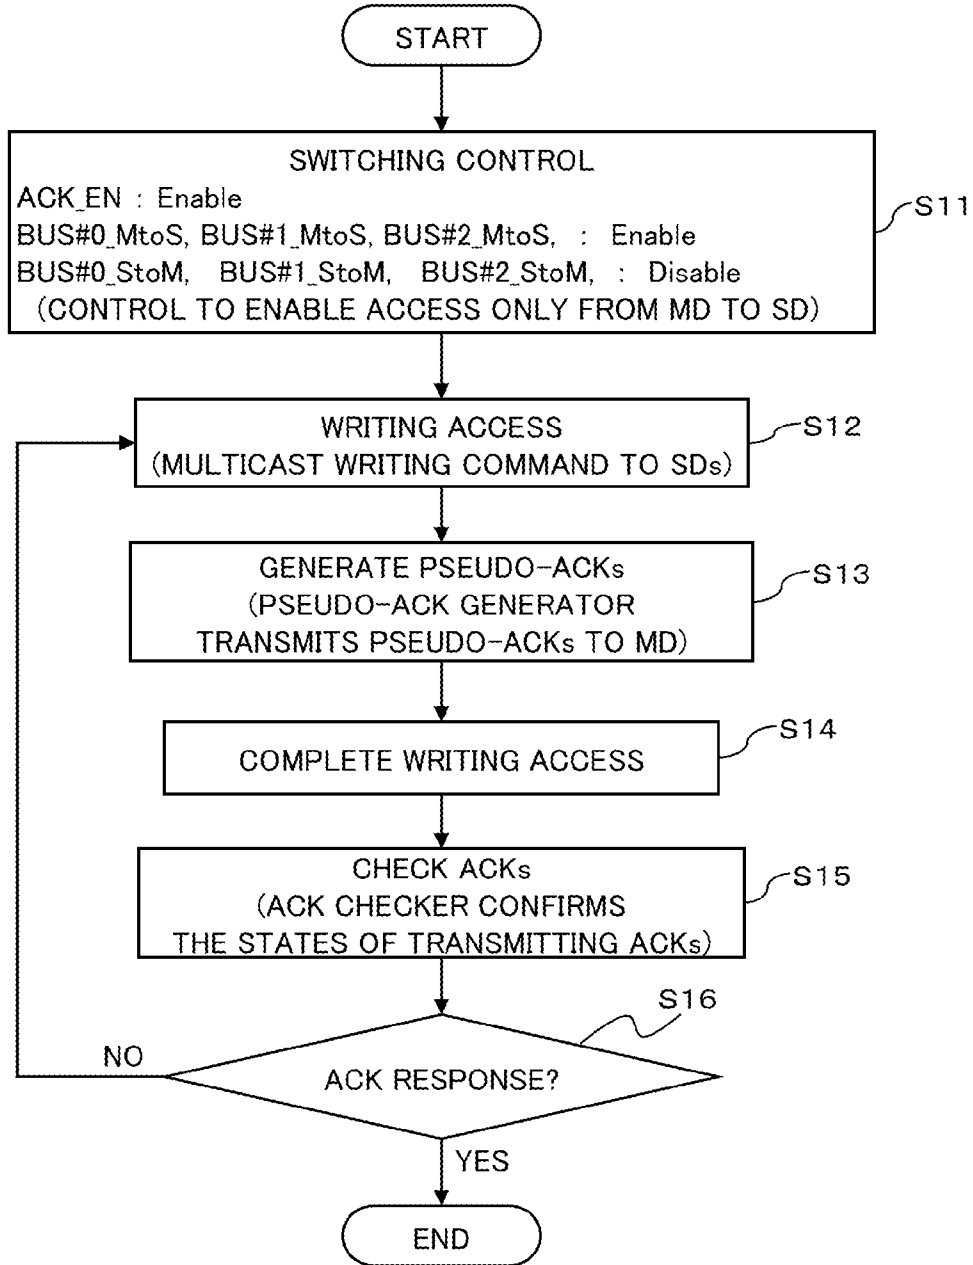 START
SWITCHING CONTROL
ACK_EN : Enable
BUS#0_MtoS, BUS#1_MtoS, BUS#2_MtoS, : Enable
BUS#0_StoM, BUS#1_StoM, BUS#2_StoM, : Disable
(CONTROL TO ENABLE ACCESS ONLY FROM MD TO SD)
S11
WRITING ACCESS
(MULTICAST WRITING COMMAND TO SDs)
S12
GENERATE PSEUDO-ACKs
(PSEUDO-ACK GENERATOR
TRANSMITS PSEUDO-ACKs TO MD)
S13
COMPLETE WRITING ACCESS
S14
CHECK ACKs
(ACK CHECKER CONFIRMS
THE STATES OF TRANSMITTING ACKs)
S15
S16
NO
ACK RESPONSE?
YES
END